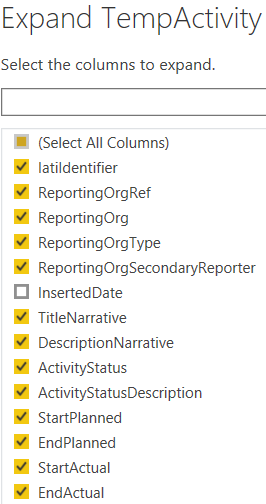 Expand TempActivity
Select the columns to expand.
(Select All Columns)
IatiIdentifier
ReportingOrgRef
ReportingOrg
ReportingOrgType
ReportingOrgSecondaryReporter
InsertedDate
TitleNarrative
DescriptionNarrative
ActivityStatus
ActivityStatusDescription
StartPlanned
EndPlanned
StartActual
EndActual